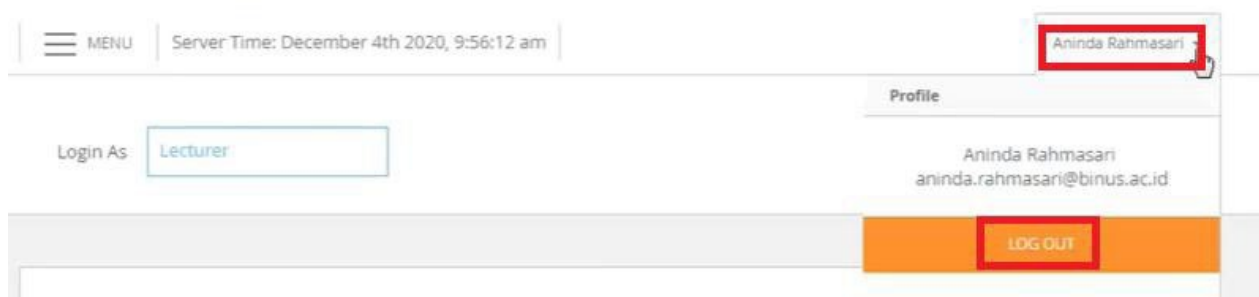 MENU
Server Time: December 4th 2020, 9:56:12 am
Aninda Rahmasari
Profile
Login As
Lecturer
Aninda Rahmasari
aninda.rahmasari@binus.ac.id
LOG OUT